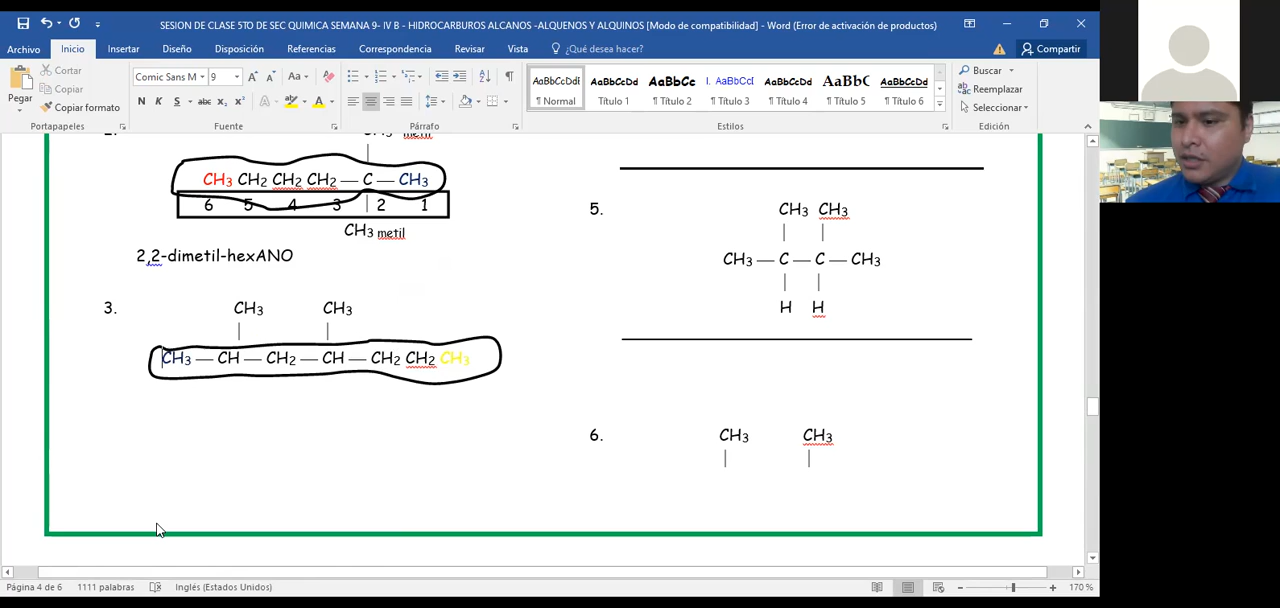 SESION DE CLASE 5TO DE SEC QUIMICA SEMANA 9- IV B - HIDROCARBUROS ALCANOS -ALQUENOS Y ALQUINOS [Modo de compatibilidad] - Word (Error de activación de productos)
Archivo Inicio Insertar Diseño Disposición Referencias Correspondencia Revisar Vista ¿Qué desea hacer? Compartir
Pegar
Cortar
Copiar
Copiar formato
Comic Sans M 9
AaBbCcDdE AaBbCcDd AaBbCc I. AaBbC(D AaBbCcDd AaBbC AaBbCcDd
¶ Normal ¶ Título 1 ¶ Título 2 ¶ Título 3 ¶ Título 4 ¶ Título 5 ¶ Título 6
Buscar
Reemplazar
Seleccionar
Portapapeles Fuente Párrafo Estilos Edición
CH3 CH2 CH2 CH2 — C — CH3
6 5 4 3 2 1
CH3 metil
2,2-dimetil-hexANO
3.
CH3 CH3
| |
CH3 — CH — CH2 — CH — CH2 CH2 CH3
5.
CH3 CH3
| |
CH3 — C — C — CH3
| |
H H
6.
CH3 CH3
| |
Página 4 de 6 1111 palabras Inglés (Estados Unidos) 170 %